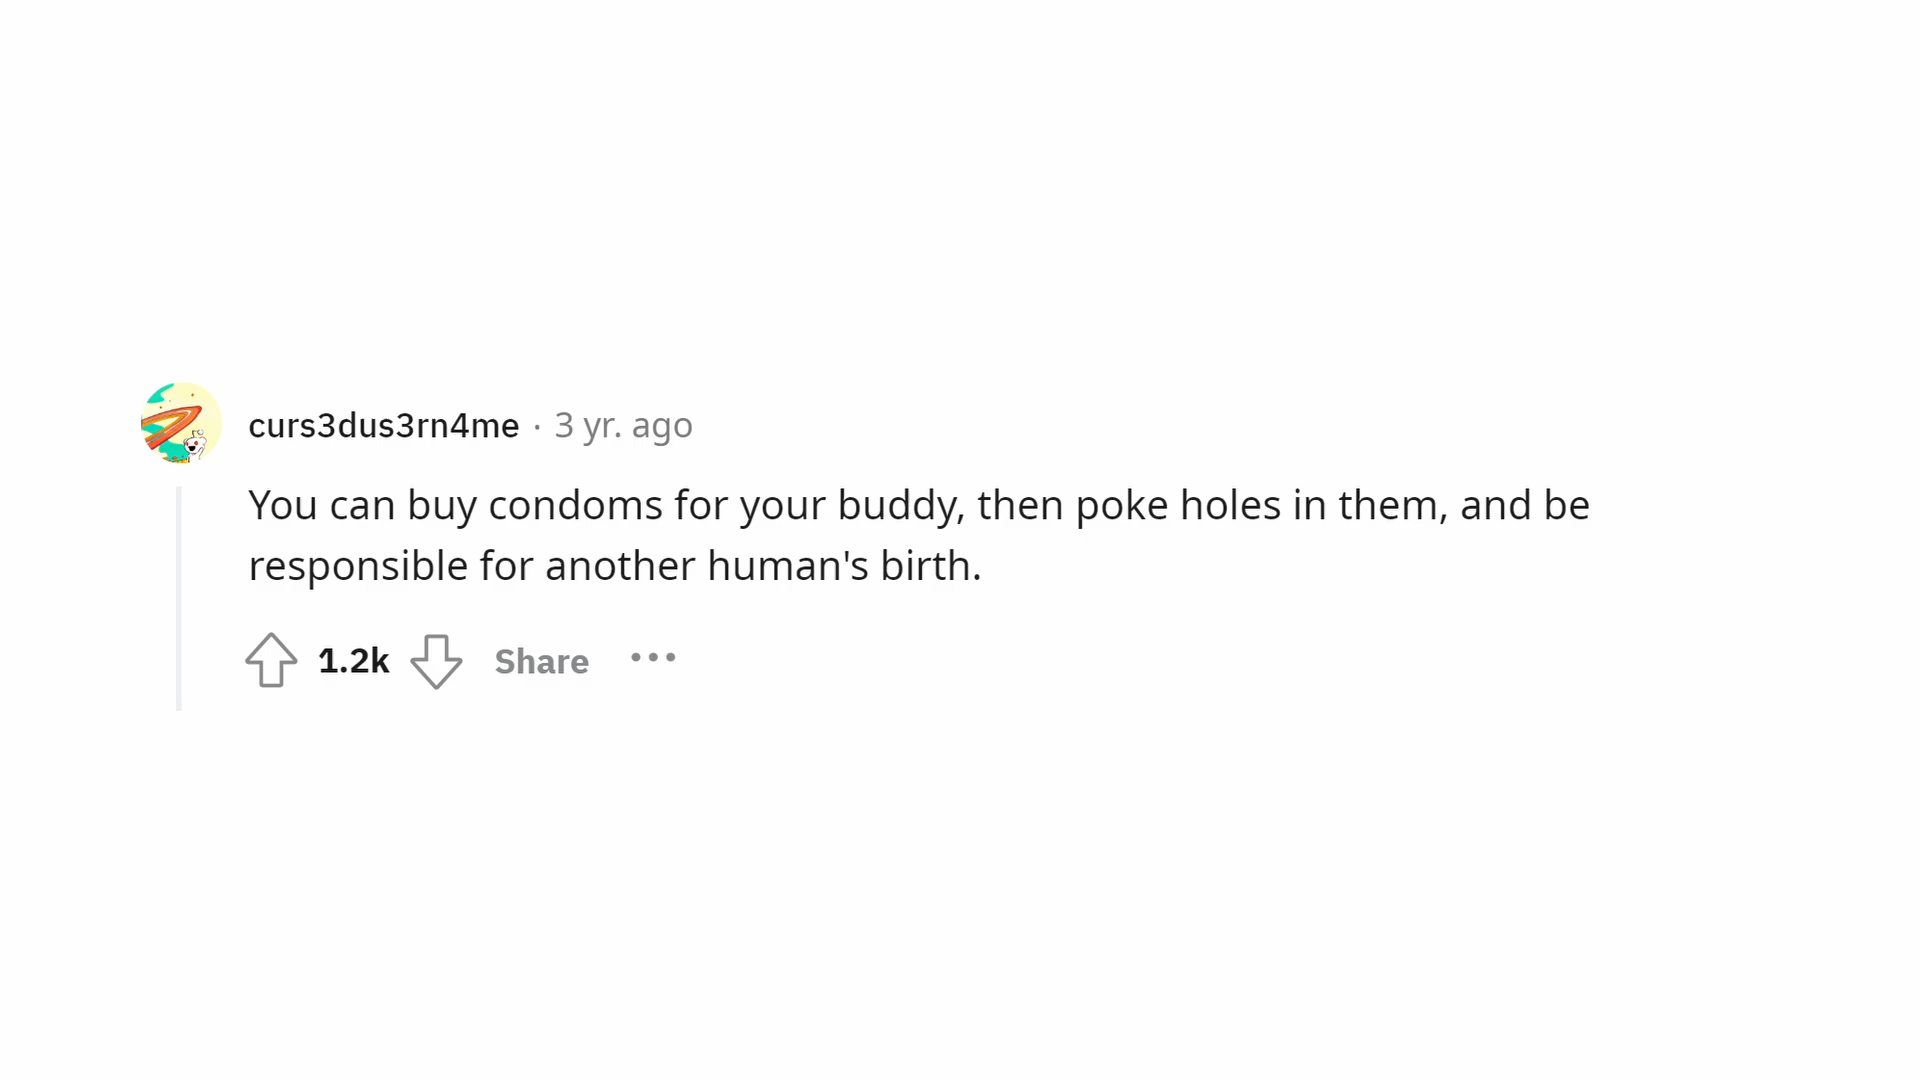 curs3dus3rn4me · 3 yr. ago
You can buy condoms for your buddy, then poke holes in them, and be
responsible for another human's birth.
1.2k Share ···